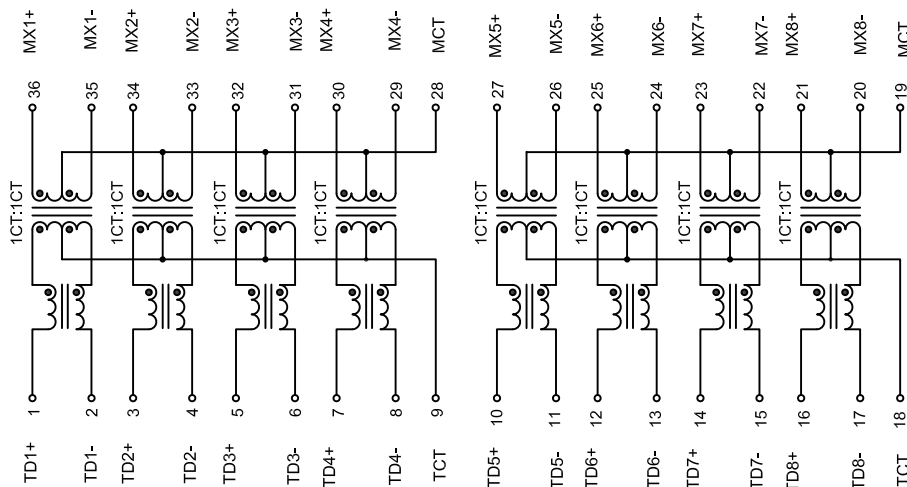 MX1+ MX1- MX2+ MX2- MX3+ MX3- MX4+ MX4- MCT MX5+ MX5- MX6+ MX6- MX7+ MX7- MX8+ MX8- MCT
36 35 34 33 32 31 30 29 28 27 26 25 24 23 22 21 20 19
1CT:1CT 1CT:1CT 1CT:1CT 1CT:1CT 1CT:1CT 1CT:1CT 1CT:1CT 1CT:1CT
1 2 3 4 5 6 7 8 9 10 11 12 13 14 15 16 17 18
TD1+ TD1- TD2+ TD2- TD3+ TD3- TD4+ TD4- TCT TD5+ TD5- TD6+ TD6- TD7+ TD7- TD8+ TD8- TCT